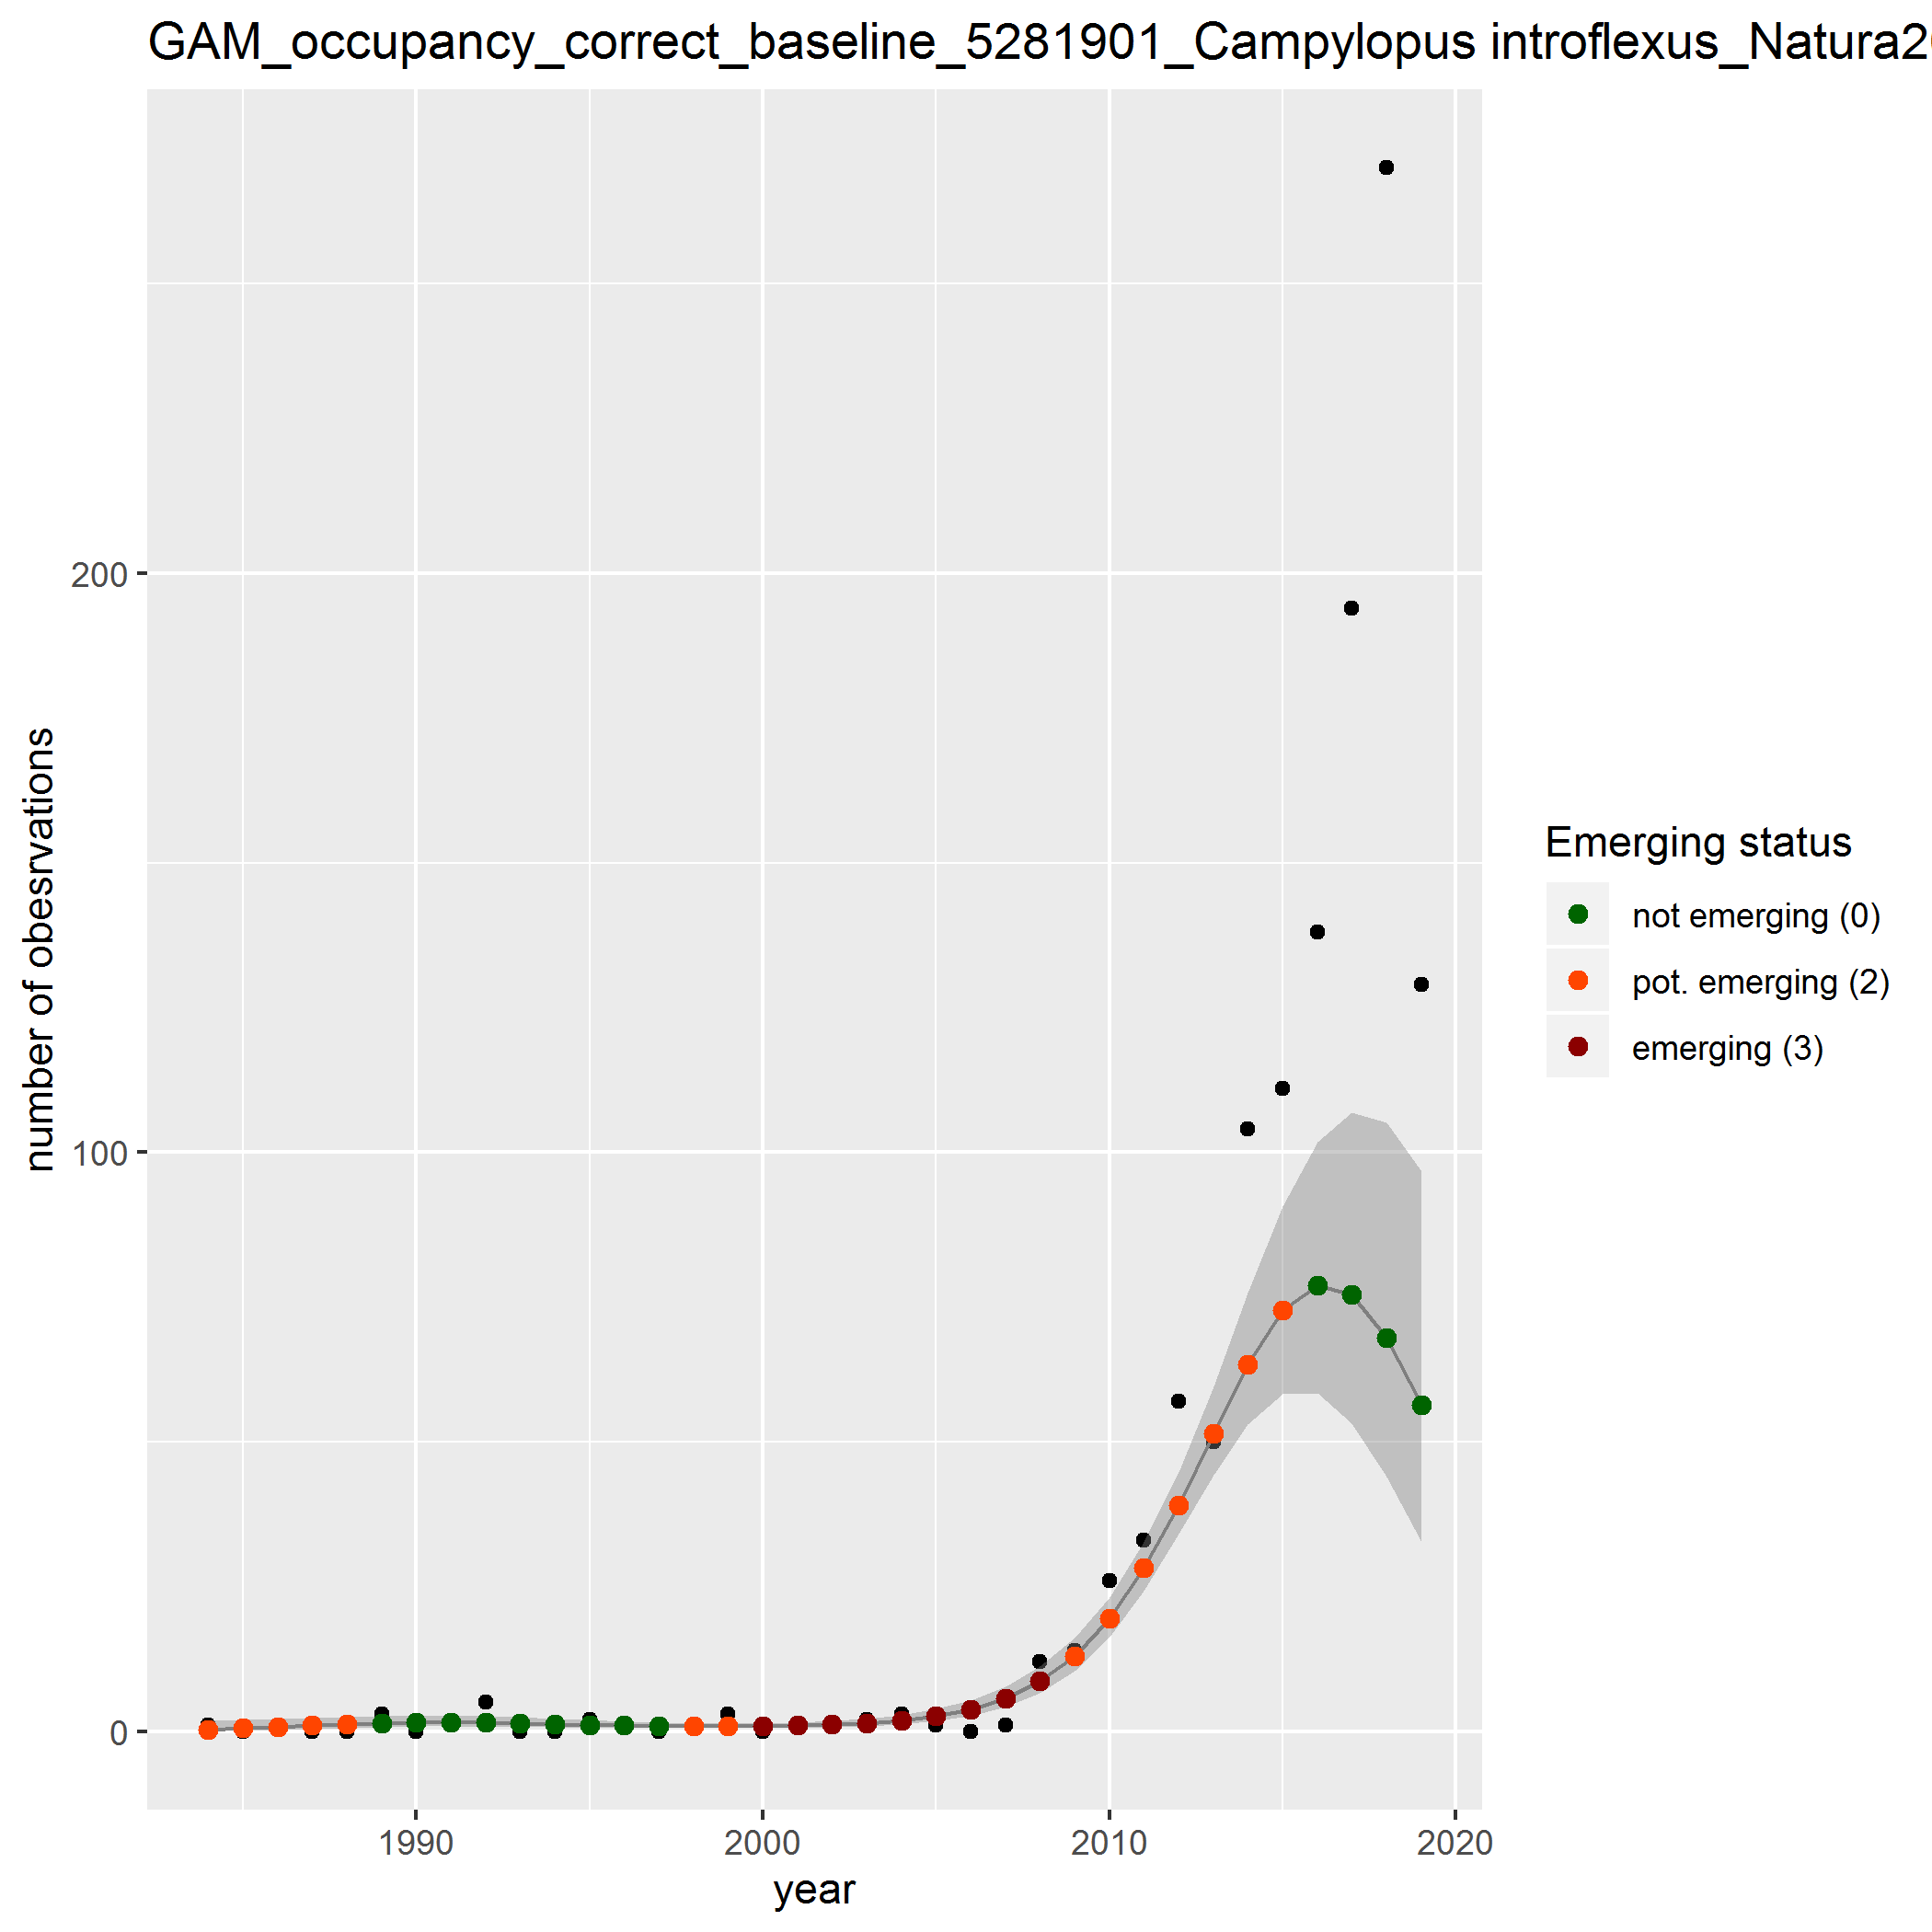 GAM_occupancy_correct_baseline_5281901_Campylopus introflexus_Natura2
number of obesrvations
200
100
0
1990 2000 2010 2020
year
Emerging status
not emerging (0)
pot. emerging (2)
emerging (3)